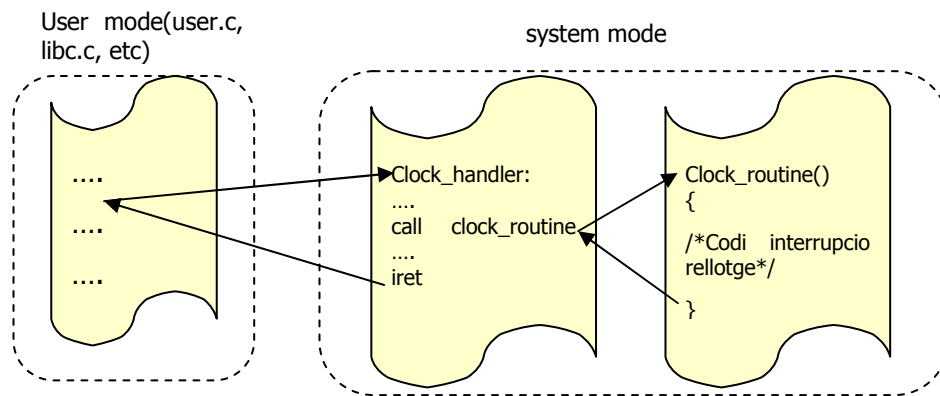 User mode(user.c,
libc.c, etc)
system mode
....
....
....
Clock_handler:
....
call clock_routine
....
iret
Clock_routine()
{
/*Codi interrupcio
rellotge*/
}